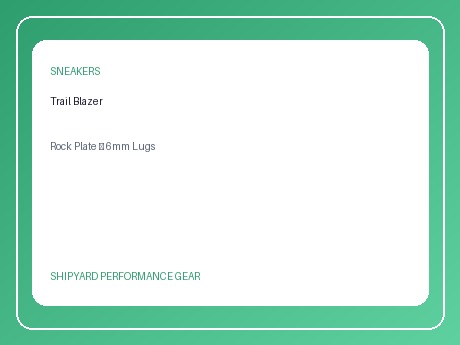 SNEAKERS
Trail Blazer
Rock Plate 6mm Lugs
SHIPYARD PERFORMANCE GEAR